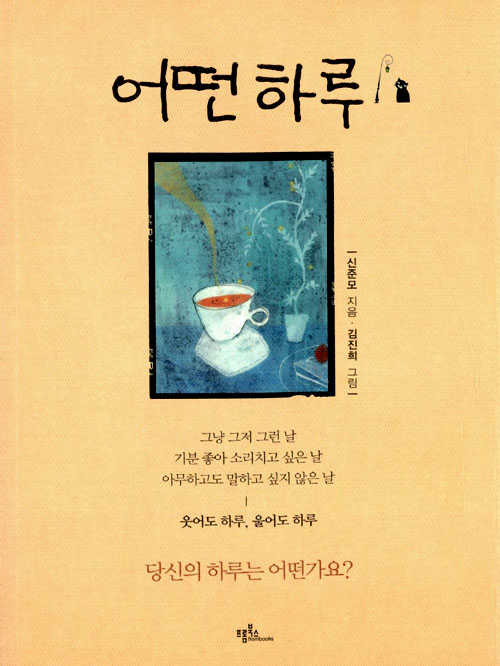 어떤 하루
신준모 지음 · 김진희 그림
그냥 그저 그런 날
기분 좋아 소리치고 싶은 날
아무하고도 말하고 싶지 않은 날
웃어도 하루, 울어도 하루
당신의 하루는 어떤가요?
프롬북스
frombooks